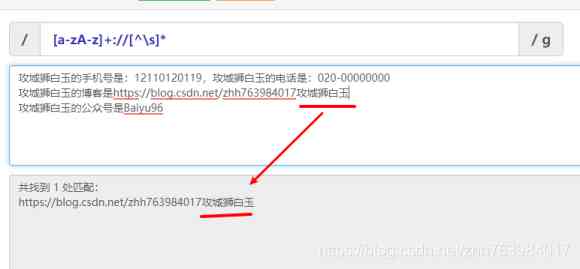 / [a-zA-z]+://[^\s]* / g
攻城狮白玉的手机号是：12110120119，攻城狮白玉的电话是：020-00000000
攻城狮白玉的博客是https://blog.csdn.net/zhh763984017攻城狮白玉
攻城狮白玉的公众号是Baiyu96
共找到 1 处匹配：
https://blog.csdn.net/zhh763984017攻城狮白玉
https://blog.csdn.net/zhh763984017